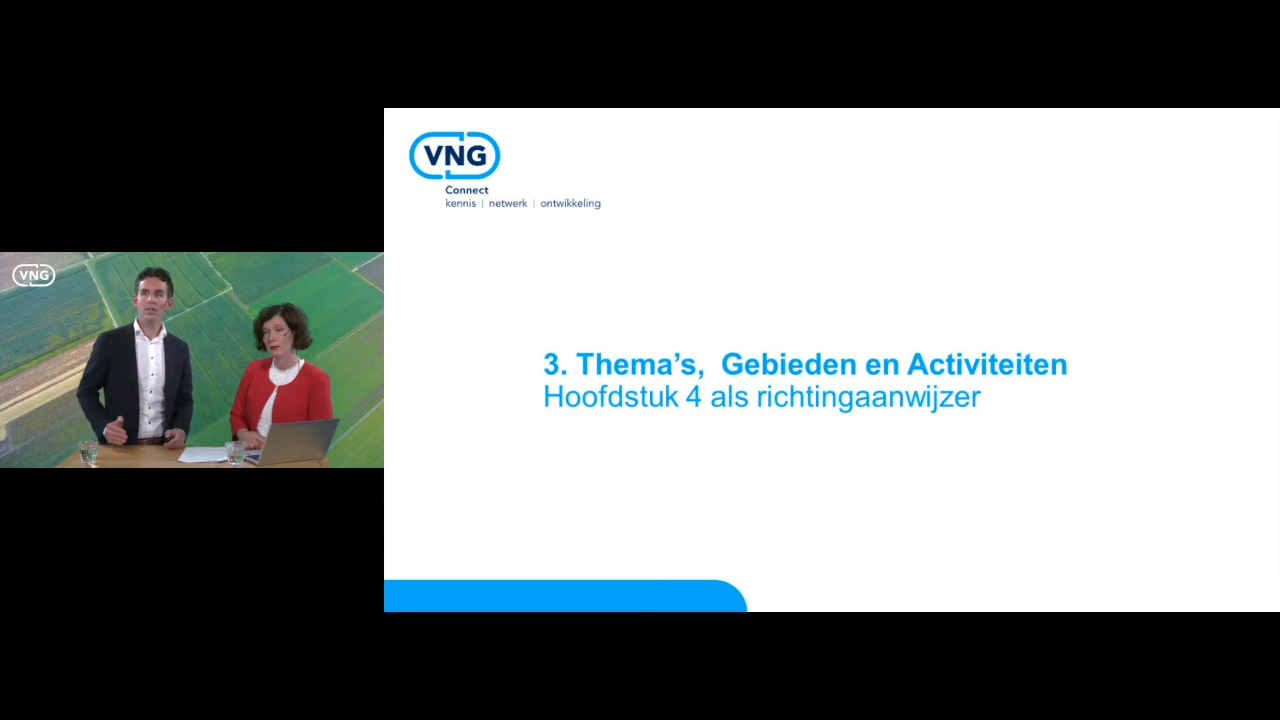 VNG
VNG
Connect
kennis | netwerk | ontwikkeling
3. Thema's,  Gebieden en Activiteiten
Hoofdstuk 4 als richtingaanwijzer